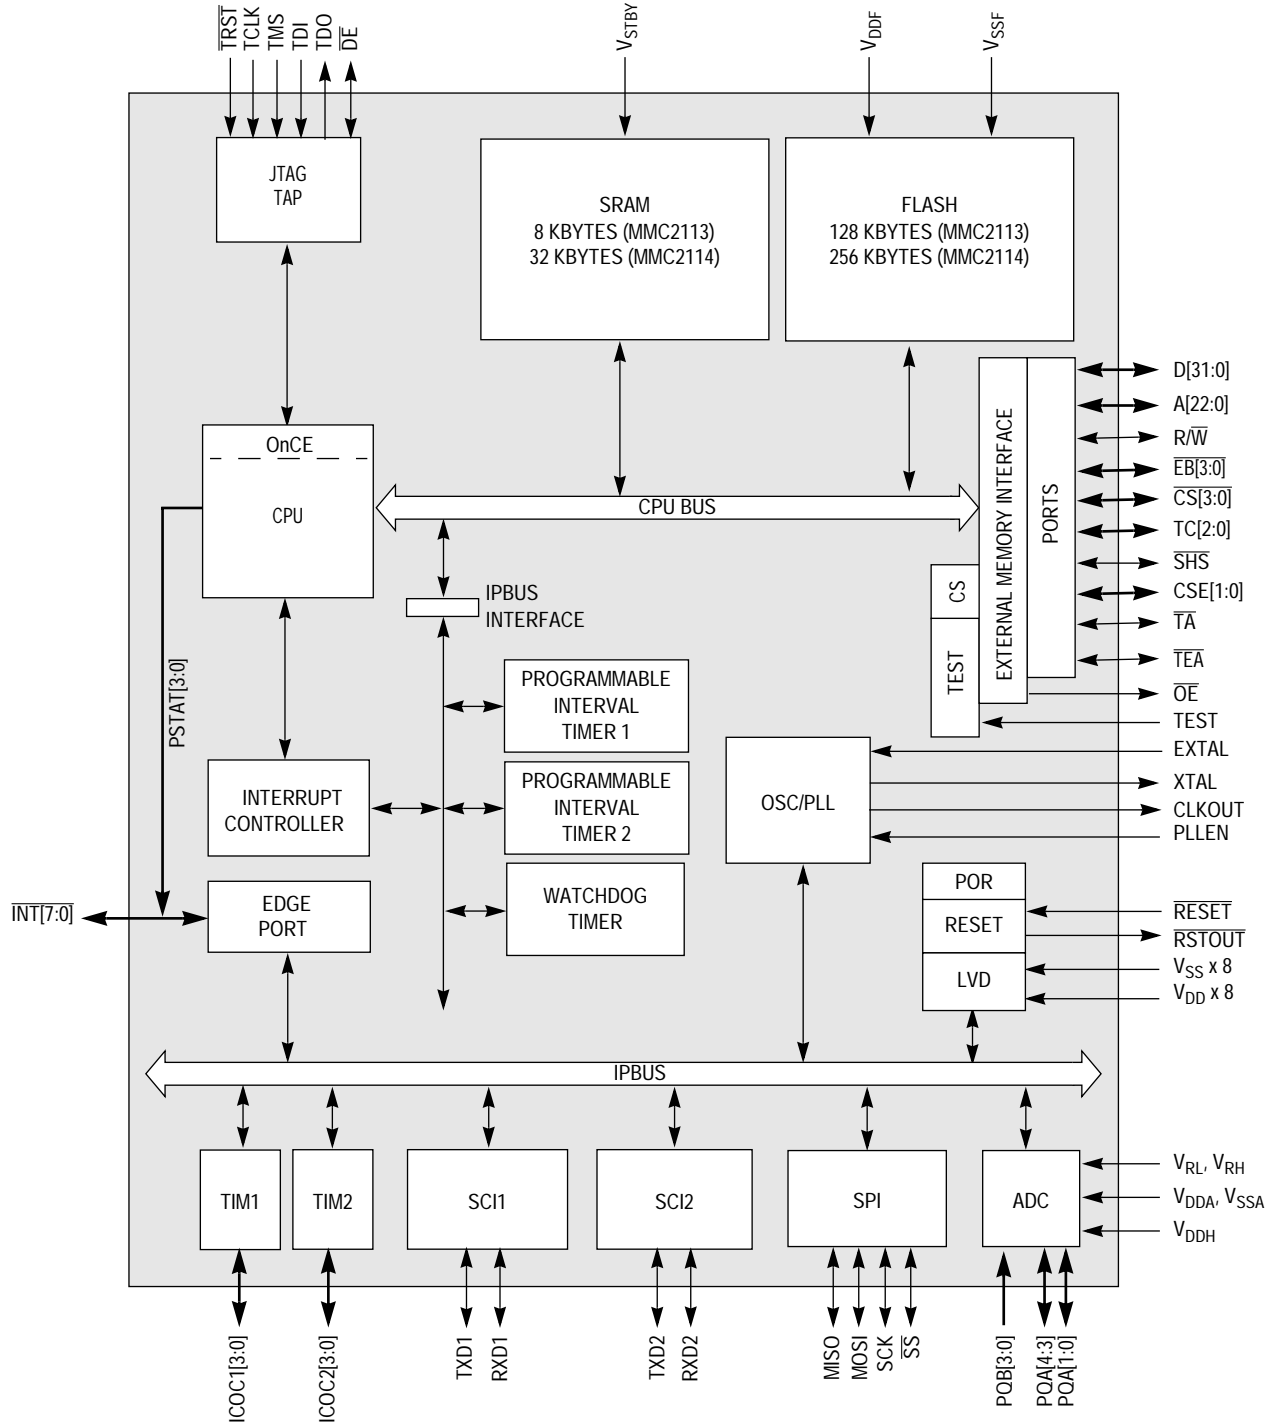 TRST
TCLK
TMS
TDI
TDO
DE
VSTBY
VDDF
VSSF
JTAG
TAP
SRAM
8 KBYTES (MMC2113)
32 KBYTES (MMC2114)
FLASH
128 KBYTES (MMC2113)
256 KBYTES (MMC2114)
OnCE
CPU
CPU BUS
EXTERNAL MEMORY INTERFACE
PORTS
CS
TEST
D[31:0]
A[22:0]
R/W
EB[3:0]
CS[3:0]
TC[2:0]
SHS
CSE[1:0]
TA
TEA
OE
TEST
EXTAL
XTAL
CLKOUT
PLLEN
IPBUS
INTERFACE
PSTAT[3:0]
PROGRAMMABLE
INTERVAL
TIMER 1
PROGRAMMABLE
INTERVAL
TIMER 2
WATCHDOG
TIMER
INTERRUPT
CONTROLLER
OSC/PLL
INT[7:0]
EDGE
PORT
POR
RESET
LVD
RESET
RSTOUT
VSS x 8
VDD x 8
IPBUS
TIM1
TIM2
SCI1
SCI2
SPI
ADC
VRL, VRH
VDDA, VSSA
VDDH
ICOC1[3:0]
ICOC2[3:0]
TXD1
RXD1
TXD2
RXD2
MISO
MOSI
SCK
SS
PQB[3:0]
PQA[4:3]
PQA[1:0]